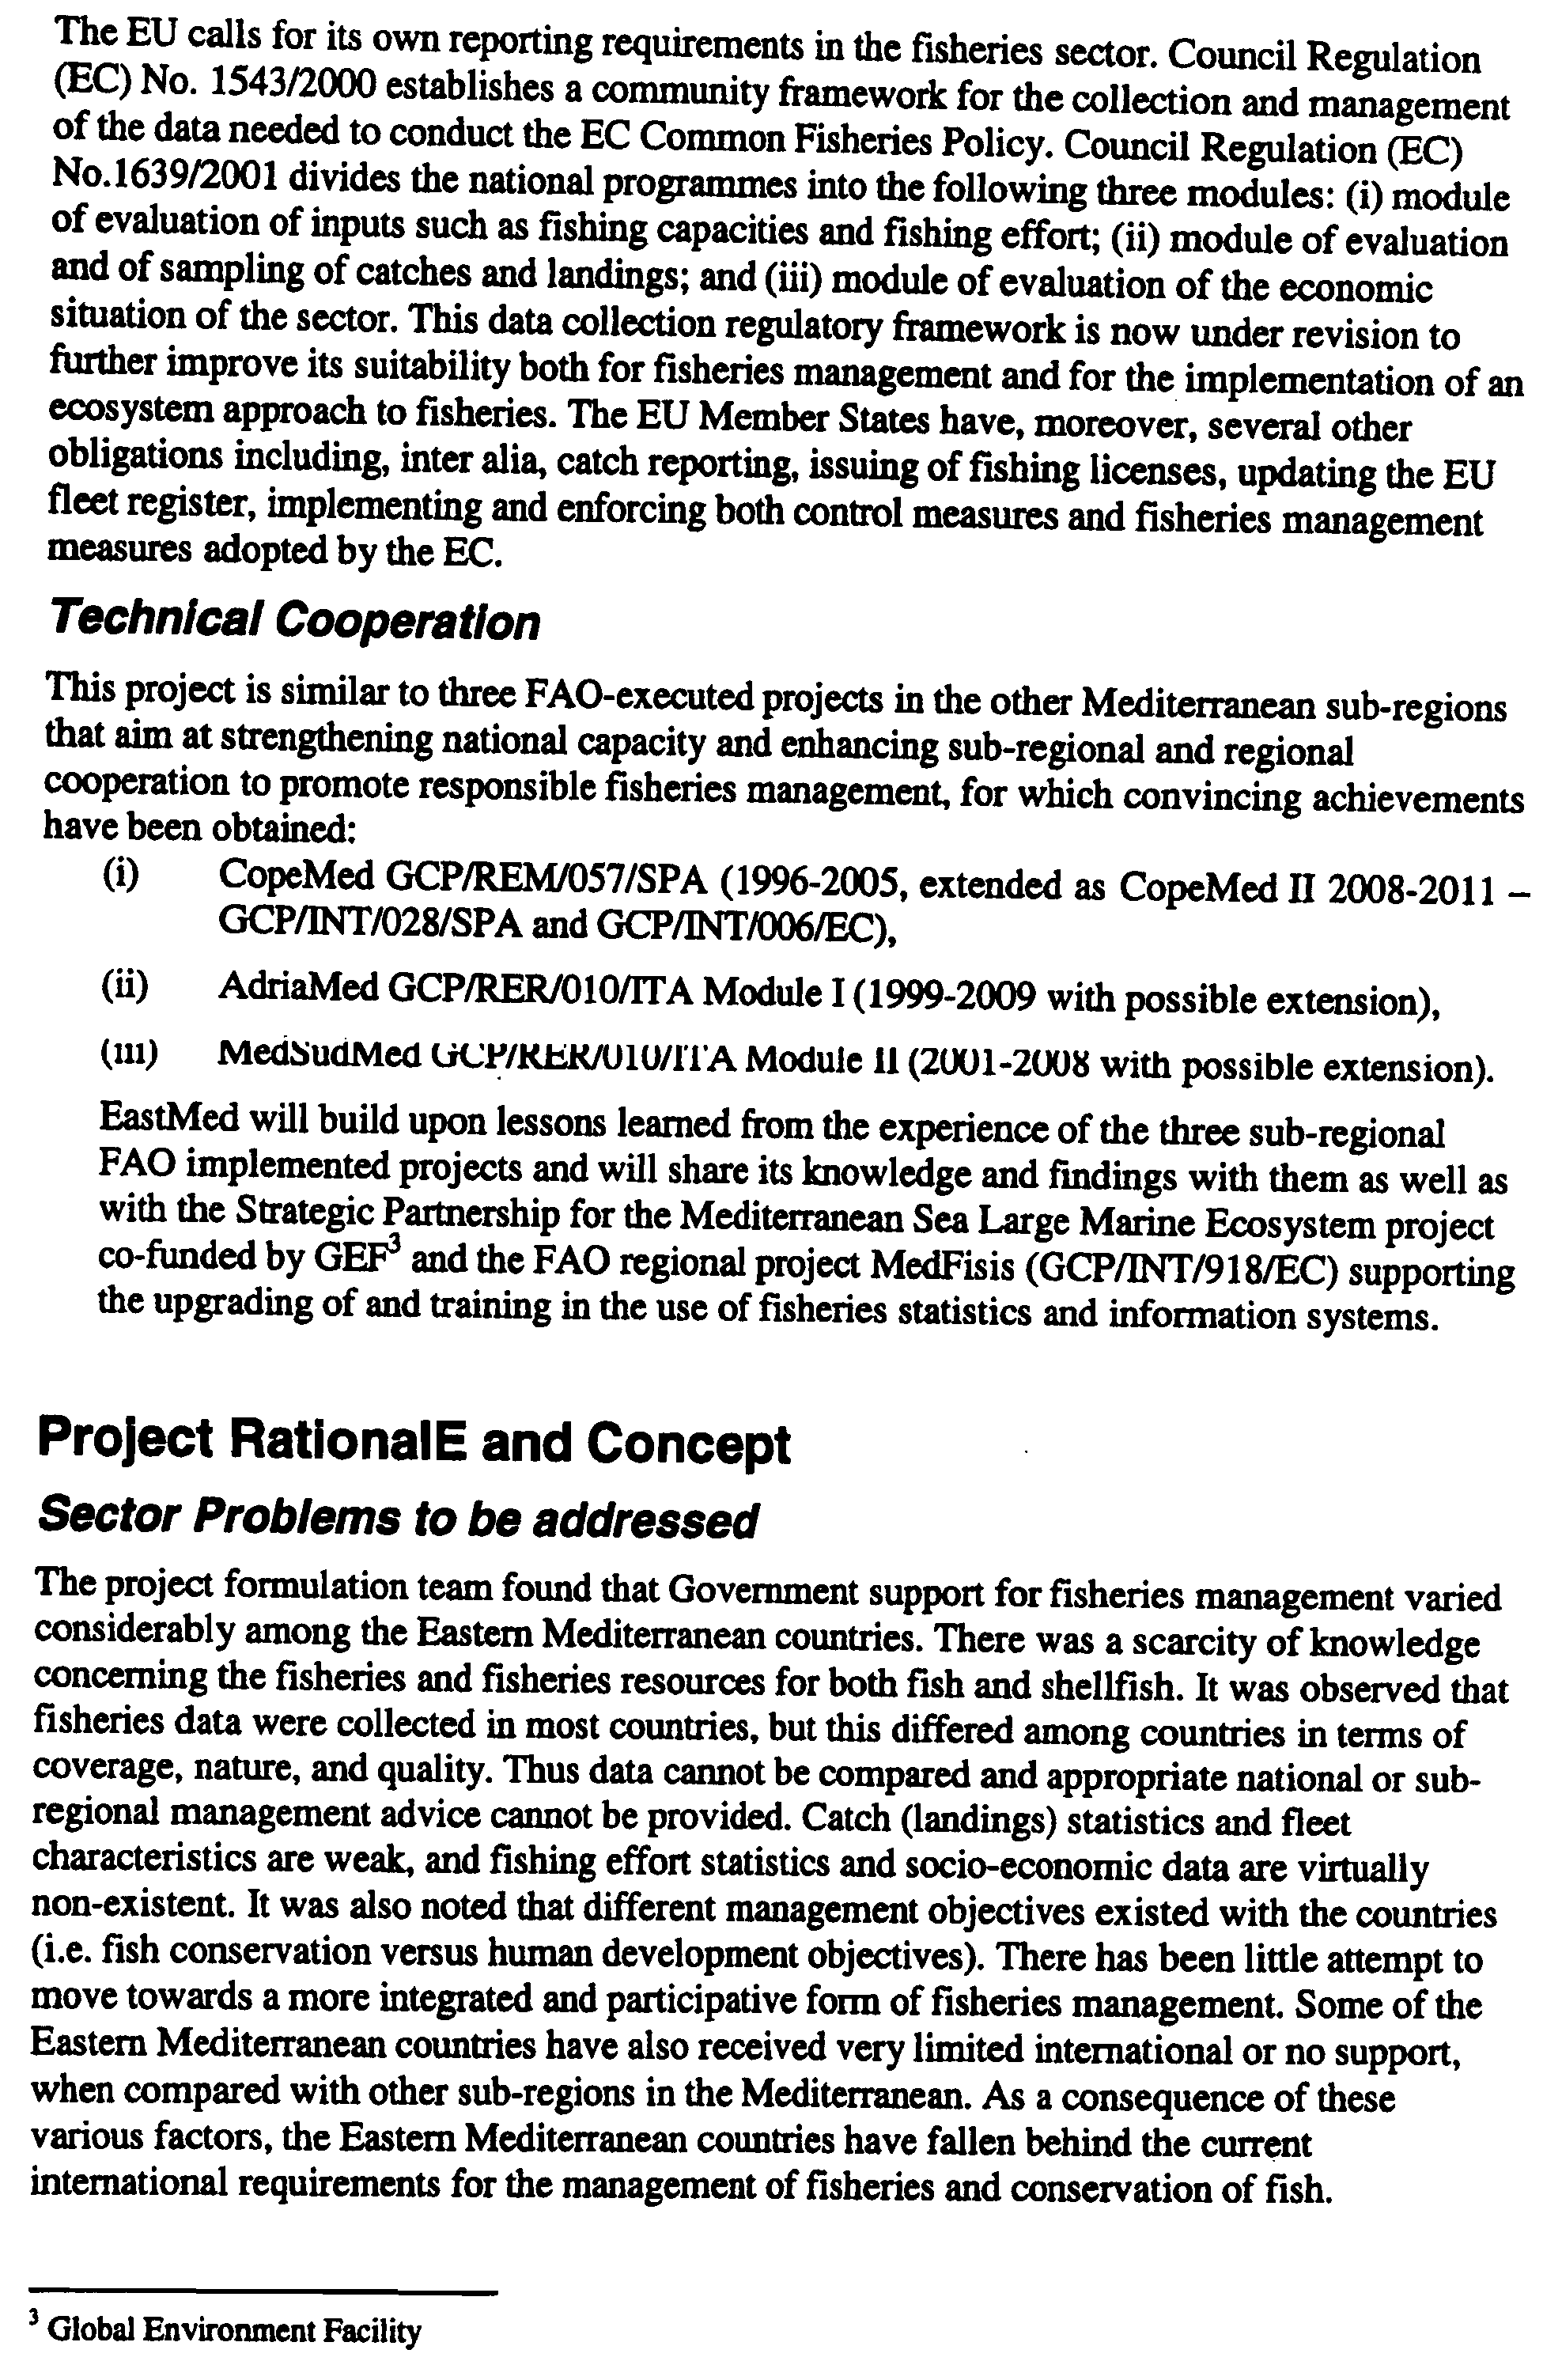 The EU calls for its own reporting requirements in the fisheries sector. Council Regulation
(EC) No. 1543/2000 establishes a community framework for the collection and management
of the data needed to conduct the EC Common Fisheries Policy. Council Regulation (EC)
No.1639/2001 divides the national programmes into the following three modules: (i) module
of evaluation of inputs such as fishing capacities and fishing effort; (ii) module of evaluation
and of sampling of catches and landings; and (iii) module of evaluation of the economic
situation of the sector. This data collection regulatory framework is now under revision to
further improve its suitability both for fisheries management and for the implementation of an
ecosystem approach to fisheries. The EU Member States have, moreover, several other
obligations including, inter alia, catch reporting, issuing of fishing licenses, updating the EU
fleet register, implementing and enforcing both control measures and fisheries management
measures adopted by the EC.
Technical Cooperation
This project is similar to three FAO-executed projects in the other Mediterranean sub-regions
that aim at strengthening national capacity and enhancing sub-regional and regional
cooperation to promote responsible fisheries management, for which convincing achievements
have been obtained:
(i) CopeMed GCP/REM/057/SPA (1996-2005, extended as CopeMed II 2008-2011 –
GCP/INT/028/SPA and GCP/INT/006/EC),
(ii) AdriaMed GCP/RER/010/ITA Module I (1999-2009 with possible extension),
(iii) MedSudMed GCP/RER/010/ITA Module II (2001-2008 with possible extension).
EastMed will build upon lessons learned from the experience of the three sub-regional
FAO implemented projects and will share its knowledge and findings with them as well as
with the Strategic Partnership for the Mediterranean Sea Large Marine Ecosystem project
co-funded by GEF³ and the FAO regional project MedFisis (GCP/INT/918/EC) supporting
the upgrading of and training in the use of fisheries statistics and information systems.
Project RationalE and Concept
Sector Problems to be addressed
The project formulation team found that Government support for fisheries management varied
considerably among the Eastern Mediterranean countries. There was a scarcity of knowledge
concerning the fisheries and fisheries resources for both fish and shellfish. It was observed that
fisheries data were collected in most countries, but this differed among countries in terms of
coverage, nature, and quality. Thus data cannot be compared and appropriate national or sub-
regional management advice cannot be provided. Catch (landings) statistics and fleet
characteristics are weak, and fishing effort statistics and socio-economic data are virtually
non-existent. It was also noted that different management objectives existed with the countries
(i.e. fish conservation versus human development objectives). There has been little attempt to
move towards a more integrated and participative form of fisheries management. Some of the
Eastern Mediterranean countries have also received very limited international or no support,
when compared with other sub-regions in the Mediterranean. As a consequence of these
various factors, the Eastern Mediterranean countries have fallen behind the current
international requirements for the management of fisheries and conservation of fish.
³ Global Environment Facility